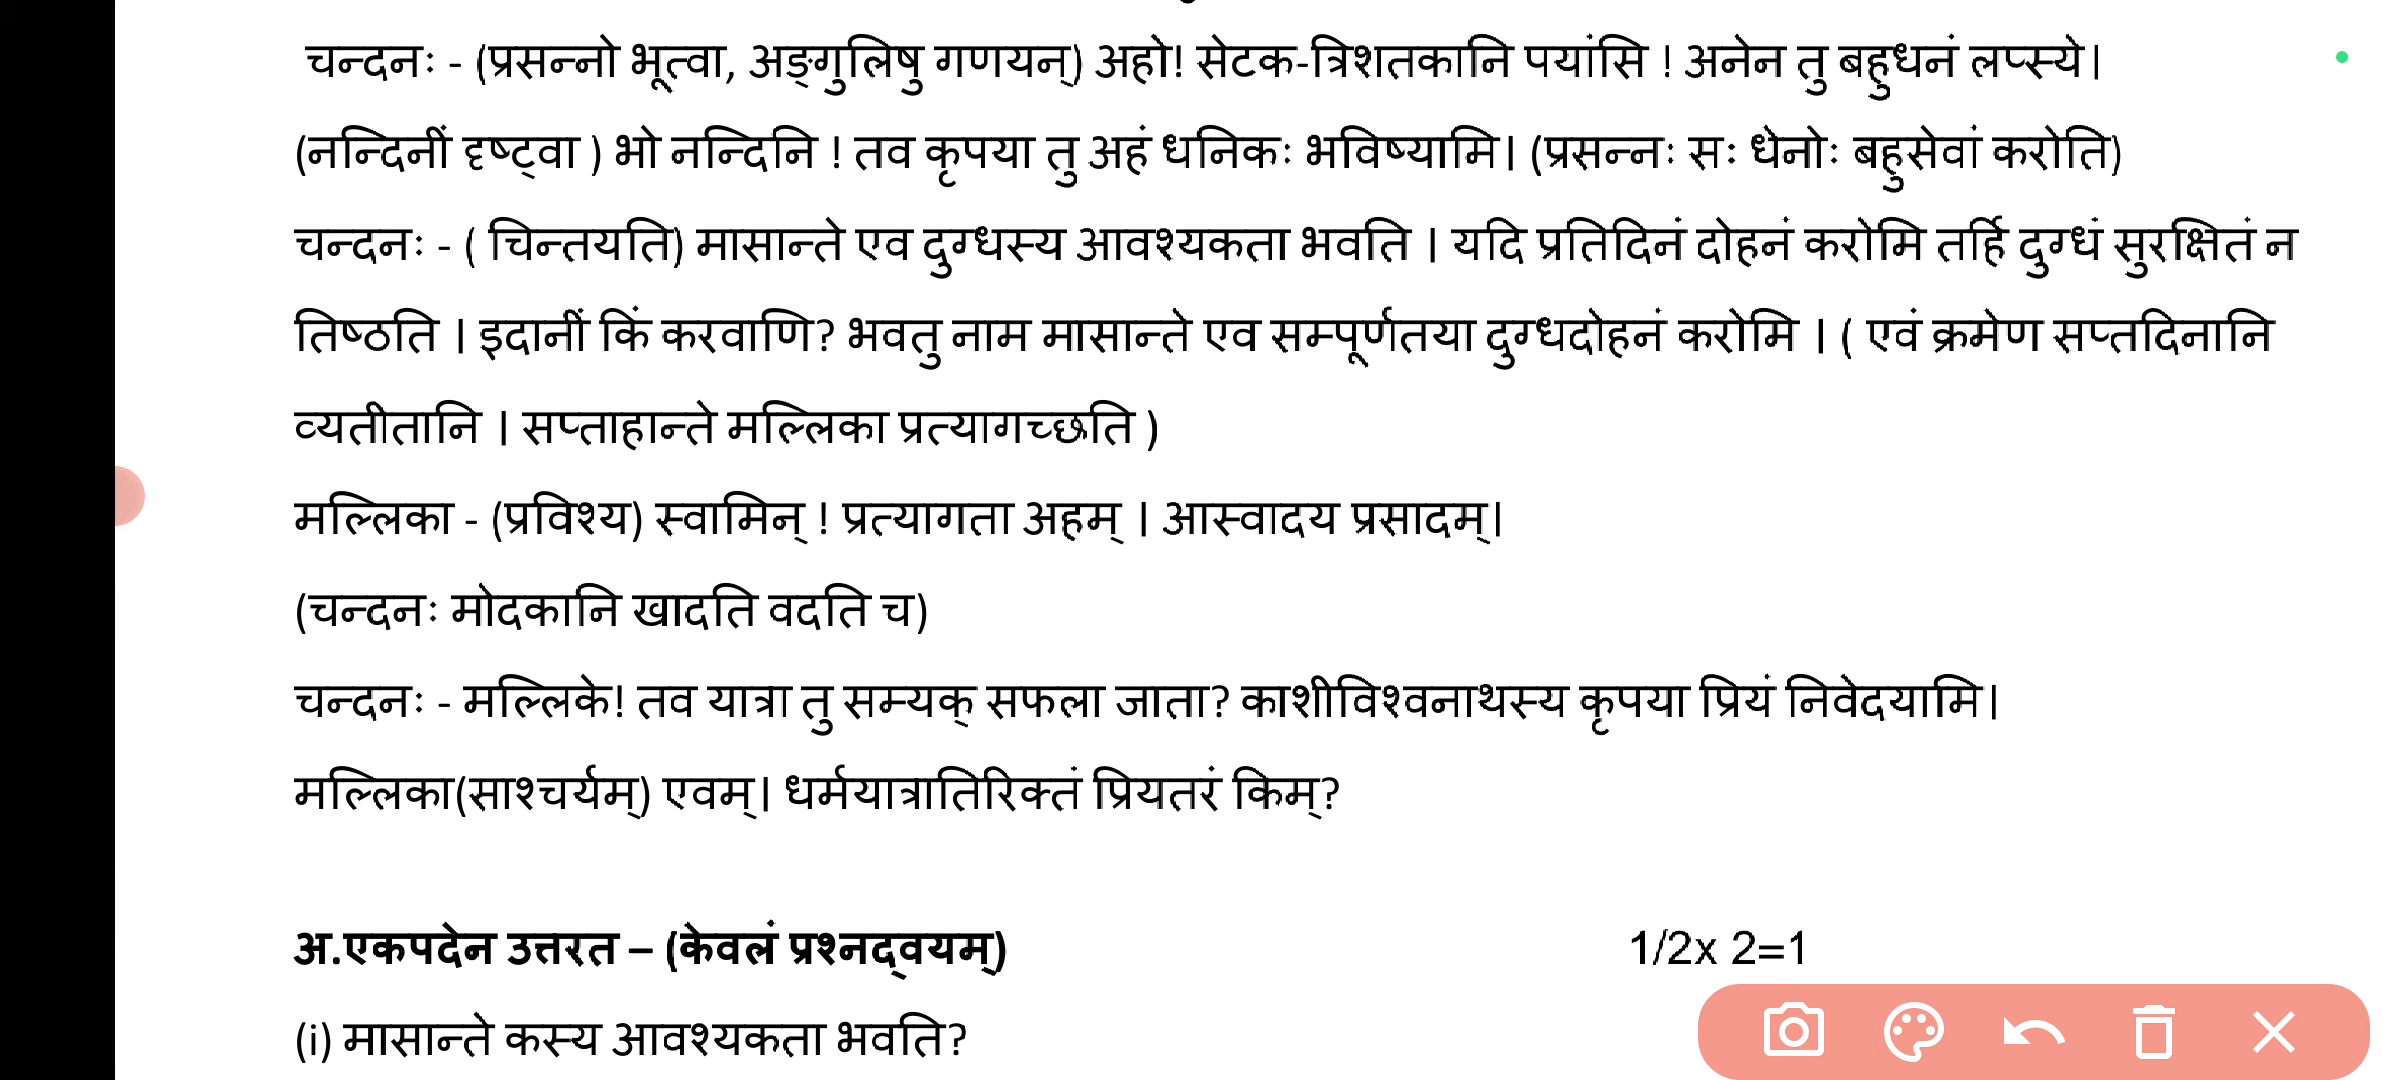 चन्दनः - (प्रसन्नो भूत्वा, अङ्गुलिषु गणयन्) अहो! सेटक-त्रिशतकानि पयांसि ! अनेन तु बहुधनं लप्स्ये।
(नन्दिनीं दृष्ट्वा ) भो नन्दिनि ! तव कृपया तु अहं धनिकः भविष्यामि। (प्रसन्नः सः धेनोः बहुसेवां करोति)
चन्दनः - ( चिन्तयति) मासान्ते एव दुग्धस्य आवश्यकता भवति । यदि प्रतिदिनं दोहनं करोमि तर्हि दुग्धं सुरक्षितं न
तिष्ठति । इदानीं किं करवाणि? भवतु नाम मासान्ते एव सम्पूर्णतया दुग्धदोहनं करोमि । ( एवं क्रमेण सप्तदिनानि
व्यतीतानि । सप्ताहान्ते मल्लिका प्रत्यागच्छति )
मल्लिका - (प्रविश्य) स्वामिन् ! प्रत्यागता अहम् । आस्वादय प्रसादम्।
(चन्दनः मोदकानि खादति वदति च)
चन्दनः - मल्लिके! तव यात्रा तु सम्यक् सफला जाता? काशीविश्वनाथस्य कृपया प्रियं निवेदयामि।
मल्लिका(साश्चर्यम्) एवम्। धर्मयात्रातिरिक्तं प्रियतरं किम्?
अ.एकपदेन उत्तरत – (केवलं प्रश्नद्वयम्) 1/2x 2=1
(i) मासान्ते कस्य आवश्यकता भवति?